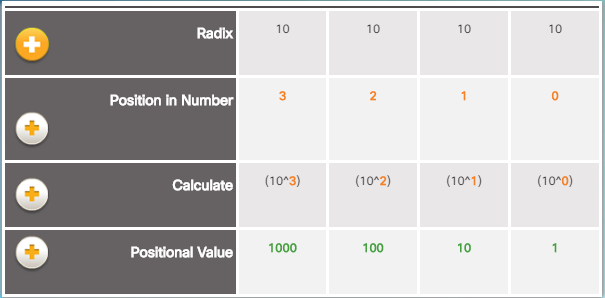 Radix 10 10 10 10
Position in Number 3 2 1 0
Calculate (10^3) (10^2) (10^1) (10^0)
Positional Value 1000 100 10 1